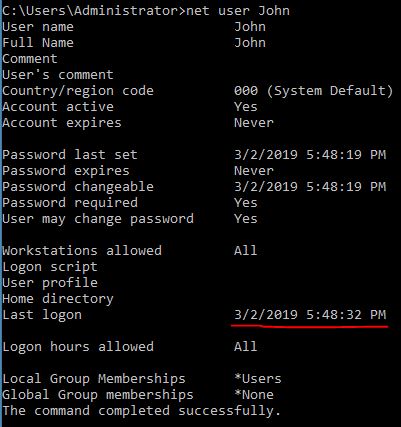 C:\Users\Administrator>net user John
User name                    John
Full Name                    John
Comment
User's comment
Country/region code          000 (System Default)
Account active               Yes
Account expires              Never

Password last set            3/2/2019 5:48:19 PM
Password expires             Never
Password changeable          3/2/2019 5:48:19 PM
Password required            Yes
User may change password     Yes

Workstations allowed         All
Logon script
User profile
Home directory
Last logon                   3/2/2019 5:48:32 PM

Logon hours allowed          All

Local Group Memberships      *Users
Global Group memberships     *None
The command completed successfully.